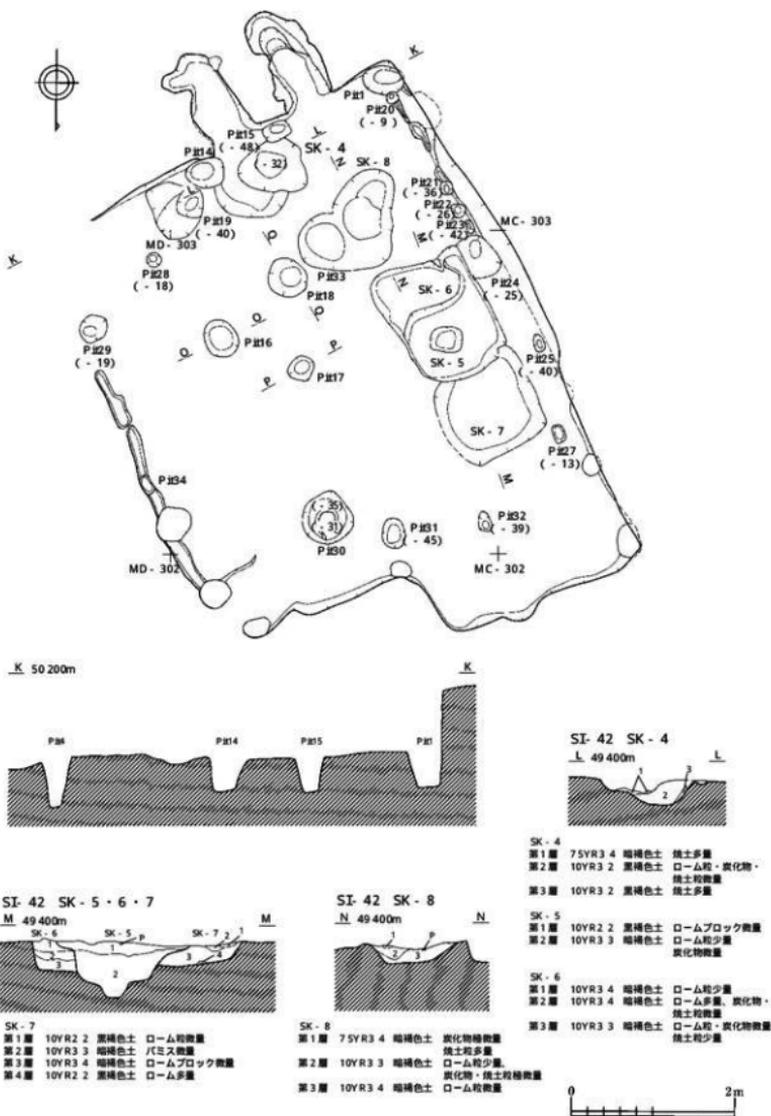 K
Pit1
Pit20
(-9)
Pit15
(-48)
L
SK-4
(-32)
N
SK-8
Pit14
L
Pit21
(-36)
Pit22
(-26)
Pit23
(-42)
MC-303
Pit19
(-40)
MD-303
O
M
K
Pit28
(-18)
Pit33
Pit24
(-25)
N
SK-6
Pit18
O
O
Pit29
(-19)
O
Pit16
P
SK-5
Pit25
(-40)
P
Pit17
SK-7
Pit27
(-13)
M
Pit34
(-35)
(-31)
Pit30
Pit31
(-45)
Pit32
(-39)
MD-302
MC-302
K 50 200m
K
Pit4
Pit14
Pit15
Pit1
SI-42 SK-4
L 49 400m
L
1
3
2
SK-4
第1層 7 5YR3 4 暗褐色土 焼土多量
第2層 10YR3 2 黒褐色土 ローム粒・炭化物・
焼土粒微量
第3層 10YR3 2 黒褐色土 焼土多量
SK-5
第1層 10YR2 2 黒褐色土 ロームブロック微量
第2層 10YR3 3 暗褐色土 ローム粒少量
炭化物微量
SK-6
第1層 10YR3 4 暗褐色土 ローム粒少量
第2層 10YR3 4 暗褐色土 ローム多量、炭化物・
焼土粒微量
第3層 10YR3 3 暗褐色土 ローム粒・炭化物微量
焼土粒少量
SI-42 SK-5・6・7
M 49 400m
M
SK-6
SK-5
P
SK-7
2
1
1
1
2
3
2
3
4
SK-7
第1層 10YR2 2 黒褐色土 ローム粒微量
第2層 10YR3 3 暗褐色土 パミス微量
第3層 10YR3 4 暗褐色土 ロームブロック微量
第4層 10YR2 2 黒褐色土 ローム多量
SI-42 SK-8
N 49 400m
N
1
P
2
3
SK-8
第1層 7 5YR3 4 暗褐色土 炭化物極微量
焼土粒多量
第2層 10YR3 3 暗褐色土 ローム粒少量、
炭化物・焼土粒極微量
第3層 10YR3 4 暗褐色土 ローム粒微量
0
2m